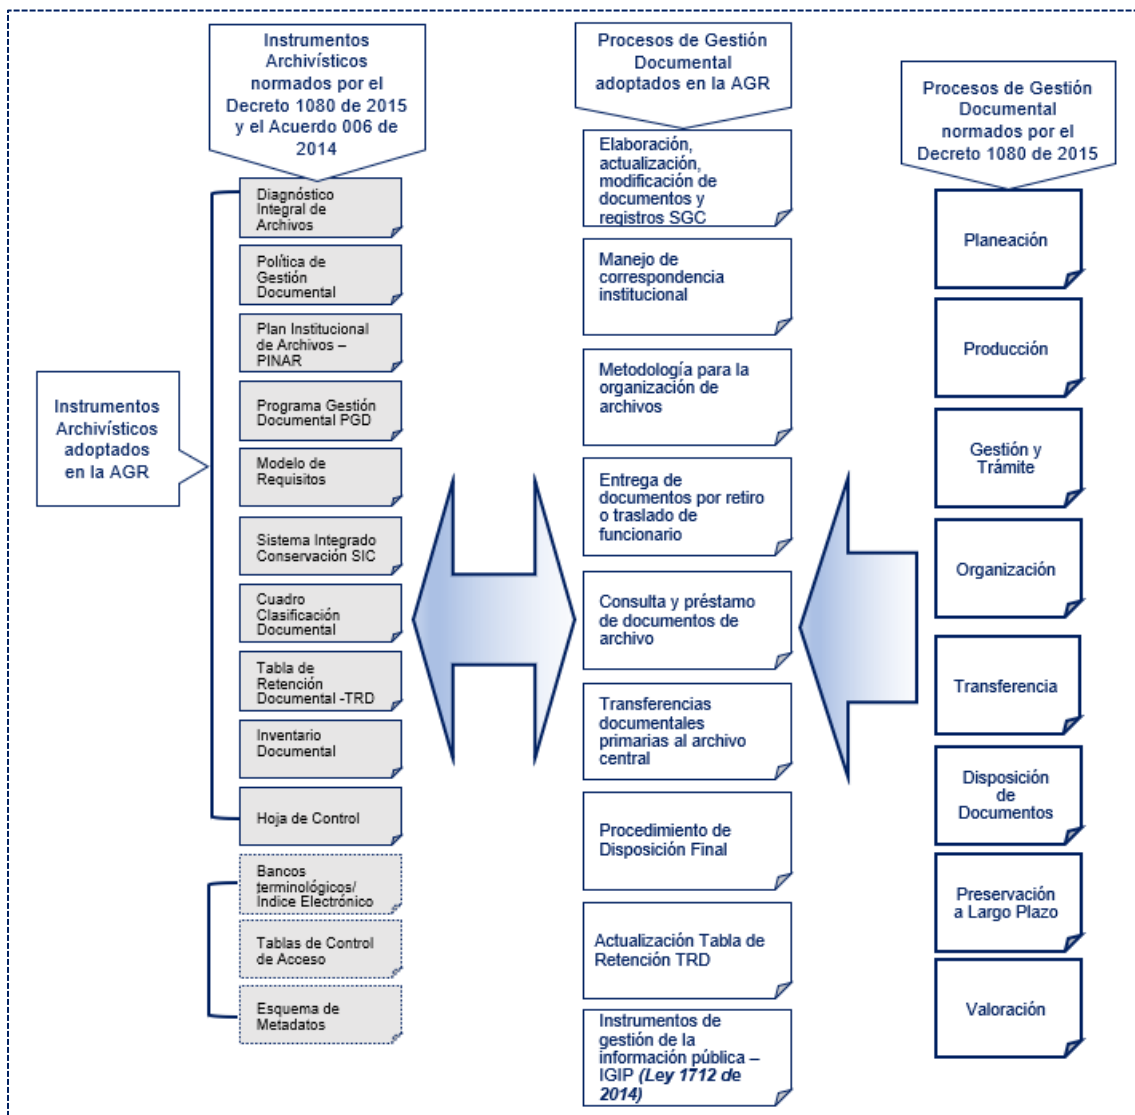 Instrumentos
Archivísticos
normados por el
Decreto 1080 de 2015
y el Acuerdo 006 de
2014
Diagnóstico
Integral de
Archivos
Política de
Gestión
Documental
Plan Institucional
de Archivos –
PINAR
Programa Gestión
Documental PGD
Modelo de
Requisitos
Sistema Integrado
Conservación SIC
Cuadro
Clasificación
Documental
Tabla de
Retención
Documental -TRD
Inventario
Documental
Hoja de Control
Bancos
terminológicos/
Indice Electrónico
Tablas de Control
de Acceso
Esquema de
Metadatos
Instrumentos
Archivísticos
adoptados
en la AGR
Procesos de Gestión
Documental
adoptados en la AGR
Elaboración,
actualización,
modificación de
documentos y
registros SGC
Manejo de
correspondencia
institucional
Metodología para la
organización de
archivos
Entrega de
documentos por retiro
o traslado de
funcionario
Consulta y préstamo
de documentos de
archivo
Transferencias
documentales
primarias al archivo
central
Procedimiento de
Disposición Final
Actualización Tabla de
Retención TRD
Instrumentos de
gestión de la
información pública –
IGIP (Ley 1712 de
2014)
Procesos de Gestión
Documental
normados por el
Decreto 1080 de 2015
Planeación
Producción
Gestión y
Trámite
Organización
Transferencia
Disposición
de
Documentos
Preservación
a Largo Plazo
Valoración